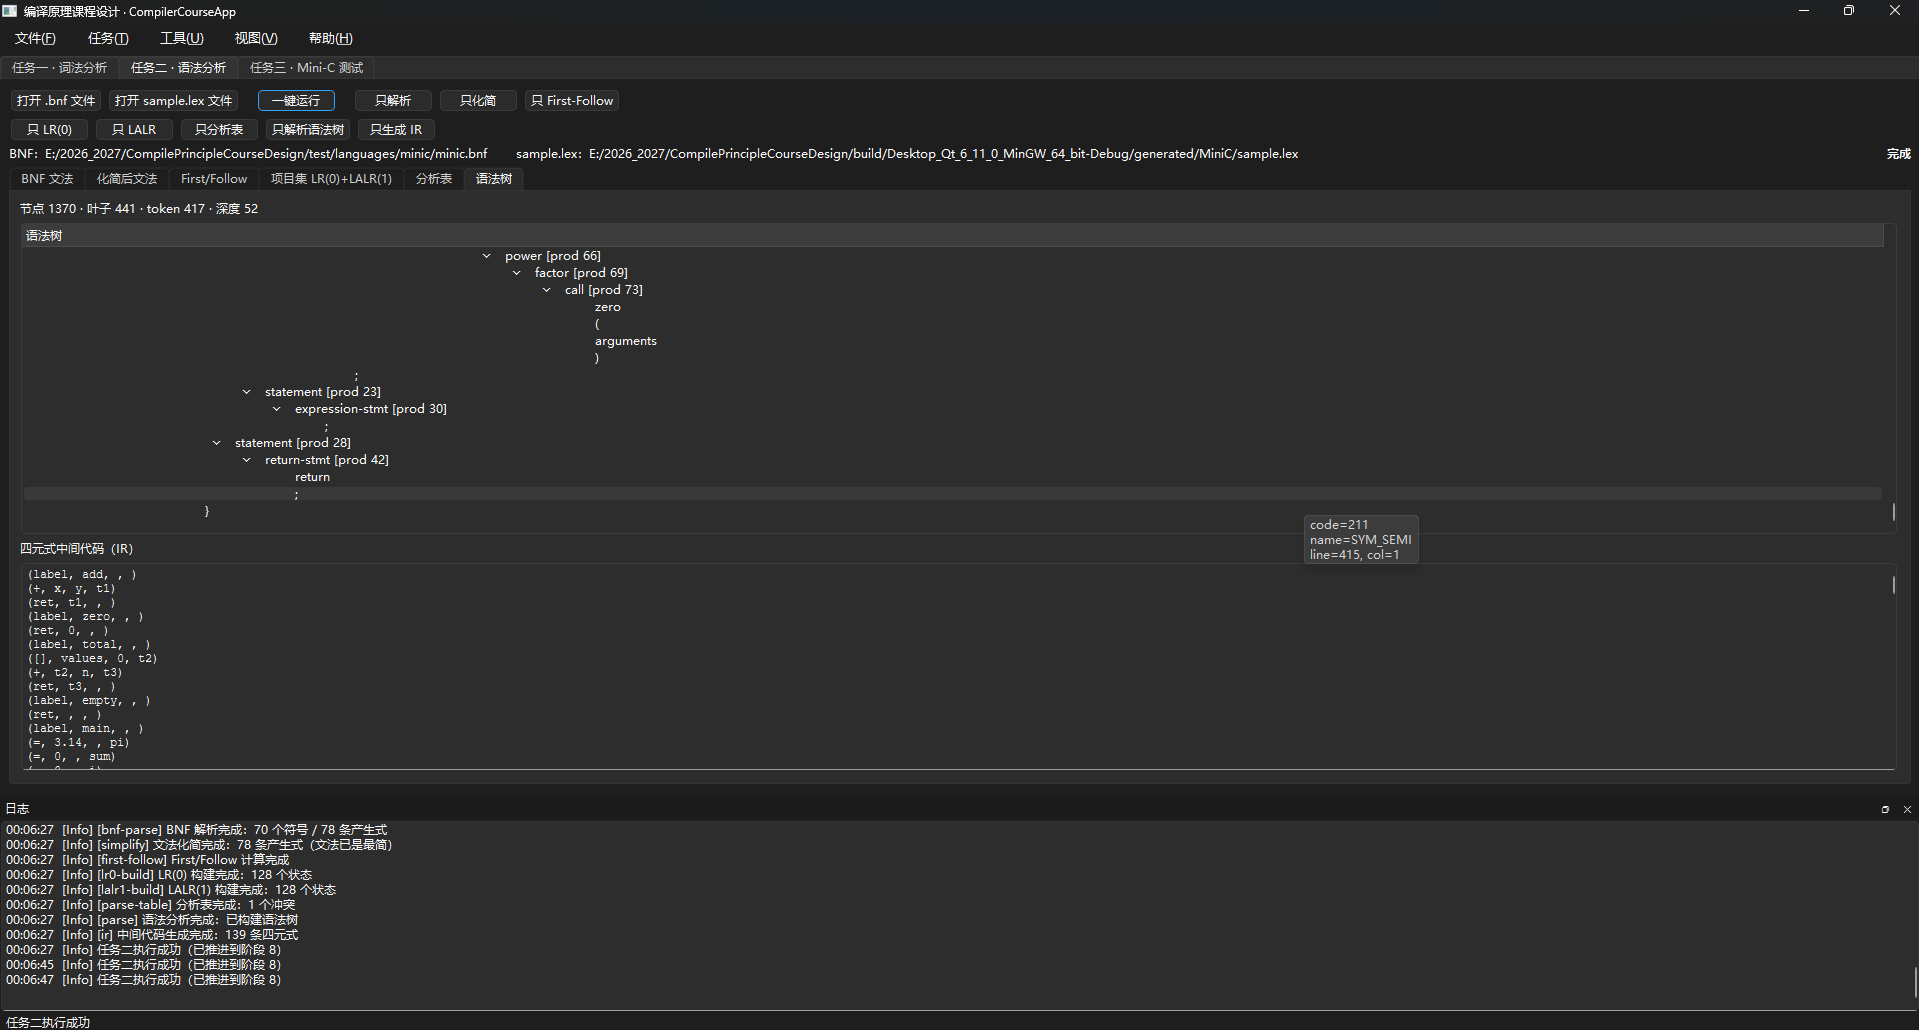 编译原理课程设计 · CompilerCourseApp
文件(F) 任务(T) 工具(U) 视图(V) 帮助(H)
任务一 · 词法分析 任务二 · 语法分析 任务三 · Mini-C 测试
打开 .bnf 文件 打开 sample.lex 文件 一键运行 只解析 只化简 只 First-Follow
只 LR(0) 只 LALR 只分析表 只解析语法树 只生成 IR
BNF: E:/2026_2027/CompilePrincipleCourseDesign/test/languages/minic/minic.bnf sample.lex: E:/2026_2027/CompilePrincipleCourseDesign/build/Desktop_Qt_6_11_0_MinGW_64_bit-Debug/generated/MiniC/sample.lex 完成
BNF 文法 化简后文法 First/Follow 项目集 LR(0)+LALR(1) 分析表 语法树
节点 1370 · 叶子 441 · token 417 · 深度 52
语法树
power [prod 66]
factor [prod 69]
call [prod 73]
zero
(
arguments
)
;
statement [prod 23]
expression-stmt [prod 30]
;
statement [prod 28]
return-stmt [prod 42]
return
;
}
code=211
name=SYM_SEMI
line=415, col=1
四元式中间代码（IR）
(label, add, , )
(+, x, y, t1)
(ret, t1, , )
(label, zero, , )
(ret, 0, , )
(label, total, , )
([], values, 0, t2)
(+, t2, n, t3)
(ret, t3, , )
(label, empty, , )
(ret, , , )
(label, main, , )
(=, 3.14, , pi)
(=, 0, , sum)
日志
00:06:27 [Info] [bnf-parse] BNF 解析完成：70 个符号 / 78 条产生式
00:06:27 [Info] [simplify] 文法化简完成：78 条产生式（文法已是最简）
00:06:27 [Info] [first-follow] First/Follow 计算完成
00:06:27 [Info] [lr0-build] LR(0) 构建完成：128 个状态
00:06:27 [Info] [lalr1-build] LALR(1) 构建完成：128 个状态
00:06:27 [Info] [parse-table] 分析表完成：1 个冲突
00:06:27 [Info] [parse] 语法分析完成：已构建语法树
00:06:27 [Info] [ir] 中间代码生成完成：139 条四元式
00:06:27 [Info] 任务二执行成功（已推进到阶段 8）
00:06:45 [Info] 任务二执行成功（已推进到阶段 8）
00:06:47 [Info] 任务二执行成功（已推进到阶段 8）
任务二执行成功